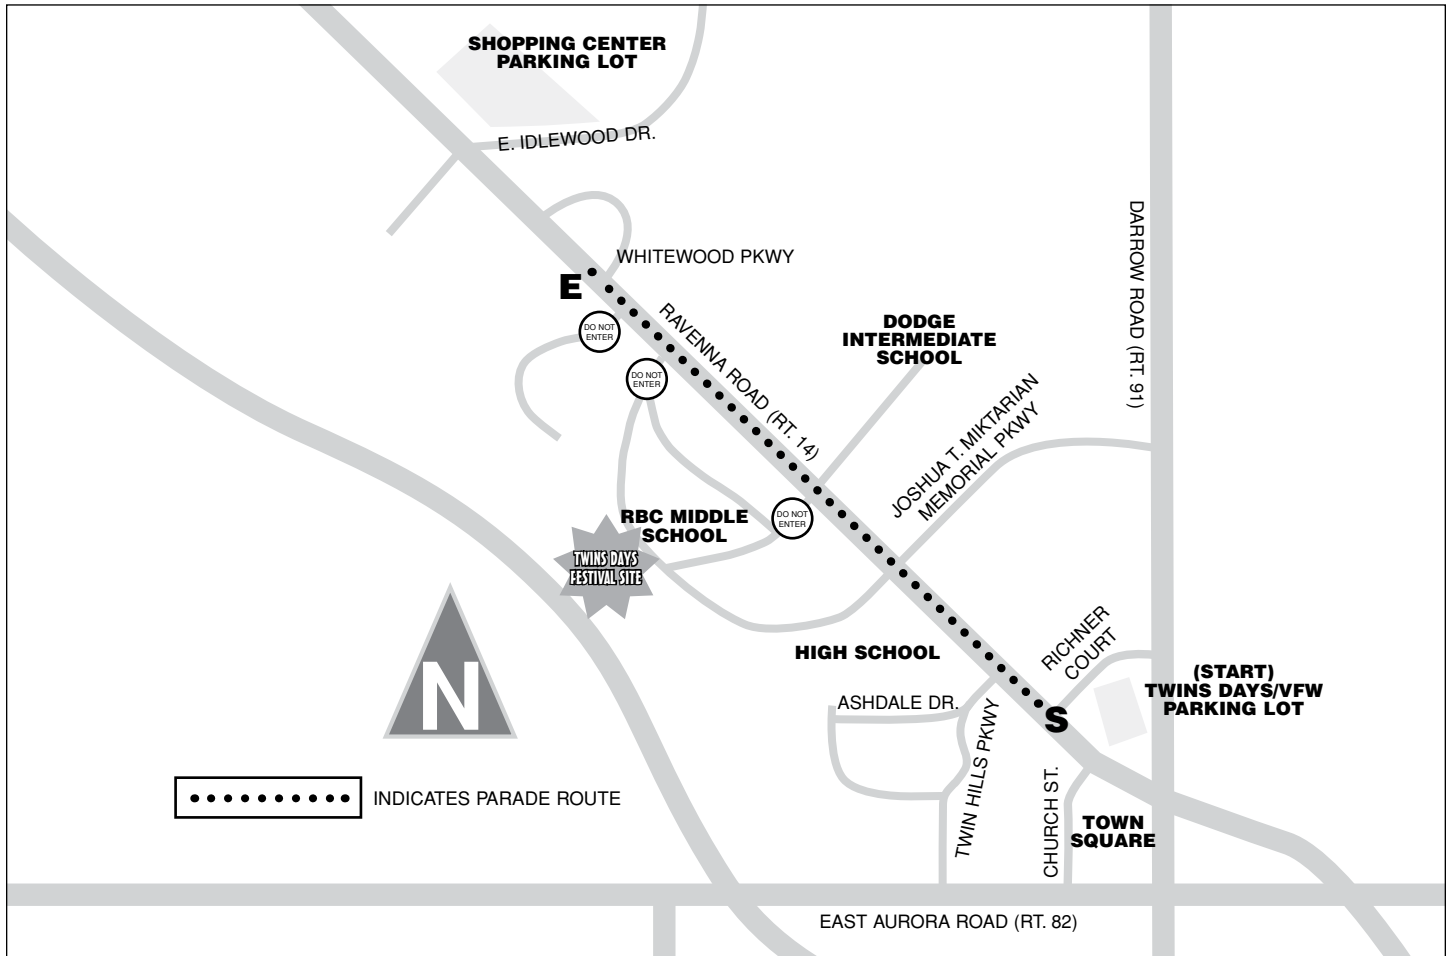 SHOPPING CENTER
PARKING LOT
E. IDLEWOOD DR.
WHITEWOOD PKWY
E
DO NOT
ENTER
DO NOT
ENTER
RAVENNA ROAD (RT. 14)
DODGE
INTERMEDIATE
SCHOOL
DARROW ROAD (RT. 91)
JOSHUA T. MIKTARIAN
MEMORIAL PKWY
DO NOT
ENTER
RBC MIDDLE
SCHOOL
TWINS DAYS
FESTIVAL SITE
N
HIGH SCHOOL
RICHNER
COURT
(START)
TWINS DAYS/VFW
PARKING LOT
S
ASHDALE DR.
TWIN HILLS PKWY
CHURCH ST.
TOWN
SQUARE
INDICATES PARADE ROUTE
EAST AURORA ROAD (RT. 82)